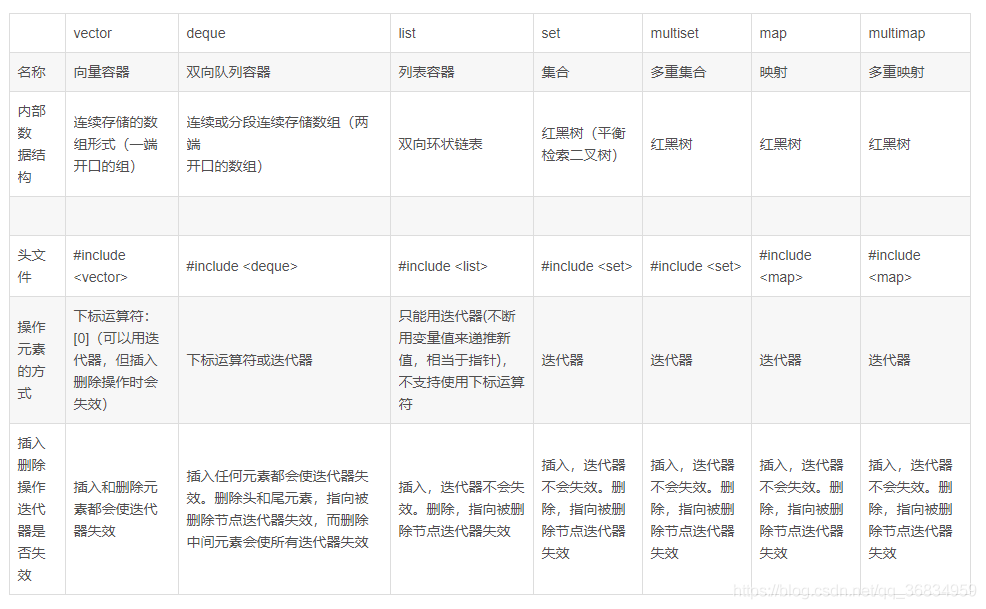 vector
deque
list
set
multiset
map
multimap
名称
向量容器
双向队列容器
列表容器
集合
多重集合
映射
多重映射
内部
数
据结
构
连续存储的数
组形式（一端
开口的组）
连续或分段连续存储数组（两
端
开口的数组）
双向环状链表
红黑树（平衡
检索二叉树）
红黑树
红黑树
红黑树
头文
件
#include
<vector>
#include <deque>
#include <list>
#include <set>
#include <set>
#include
<map>
#include
<map>
操作
元素
的方
式
下标运算符：
[0]（可以用迭
代器，但插入
删除操作时会
失效）
下标运算符或迭代器
只能用迭代器(不断
用变量值来递推新
值，相当于指针)，
不支持使用下标运算
符
迭代器
迭代器
迭代器
迭代器
插入
删除
操作
迭代
器是
否失
效
插入和删除元
素都会使迭代
器失效
插入任何元素都会使迭代器失
效。删除头和尾元素，指向被
删除节点迭代器失效，而删除
中间元素会使所有迭代器失效
插入，迭代器不会失
效。删除，指向被删
除节点迭代器失效
插入，迭代器
不会失效。删
除，指向被删
除节点迭代器
失效
插入，迭代器
不会失效。删
除，指向被删
除节点迭代器
失效
插入，迭代器
不会失效。删
除，指向被删
除节点迭代器
失效
插入，迭代器
不会失效。删
除，指向被删
除节点迭代器
失效
https://blog.csdn.net/qq_36834959